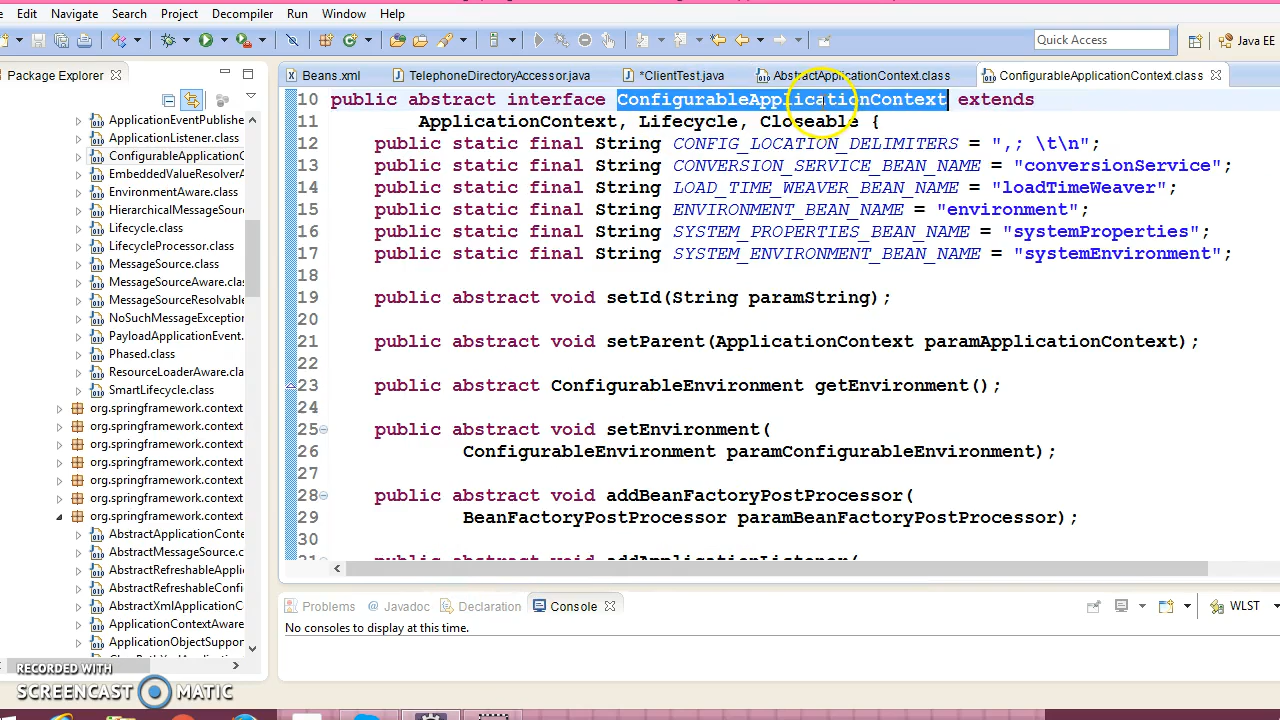 Edit Navigate Search Project Decompiler Run Window Help
Quick Access
Java EE
Package Explorer
Beans.xml
TelephoneDirectoryAccessor.java
*ClientTest.java
AbstractApplicationContext.class
ConfigurableApplicationContext.class
ApplicationEventPublishe
ApplicationListener.class
ConfigurableApplicationC
EmbeddedValueResolverA
EnvironmentAware.class
HierarchicalMessageSour
Lifecycle.class
LifecycleProcessor.class
MessageSource.class
MessageSourceAware.clas
MessageSourceResolvable
NoSuchMessageException
PayloadApplicationEvent.
Phased.class
ResourceLoaderAware.cla
SmartLifecycle.class
org.springframework.context
org.springframework.context
org.springframework.context
org.springframework.context
org.springframework.context
org.springframework.context
org.springframework.context
AbstractApplicationConte
AbstractMessageSource.c
AbstractRefreshableApplic
AbstractRefreshableConfi
AbstractXmlApplicationC
ApplicationContextAware
ApplicationObjectSuppor
10 public abstract interface ConfigurableApplicationContext extends
11 ApplicationContext, Lifecycle, Closeable {
12 public static final String CONFIG_LOCATION_DELIMITERS = ",; \t\n";
13 public static final String CONVERSION_SERVICE_BEAN_NAME = "conversionService";
14 public static final String LOAD_TIME_WEAVER_BEAN_NAME = "loadTimeWeaver";
15 public static final String ENVIRONMENT_BEAN_NAME = "environment";
16 public static final String SYSTEM_PROPERTIES_BEAN_NAME = "systemProperties";
17 public static final String SYSTEM_ENVIRONMENT_BEAN_NAME = "systemEnvironment";
18
19 public abstract void setId(String paramString);
20
21 public abstract void setParent(ApplicationContext paramApplicationContext);
22
23 public abstract ConfigurableEnvironment getEnvironment();
24
25 public abstract void setEnvironment(
26 ConfigurableEnvironment paramConfigurableEnvironment);
27
28 public abstract void addBeanFactoryPostProcessor(
29 BeanFactoryPostProcessor paramBeanFactoryPostProcessor);
30
Problems Javadoc Declaration Console
WLST
No consoles to display at this time.
RECORDED WITH
SCREENCAST MATIC